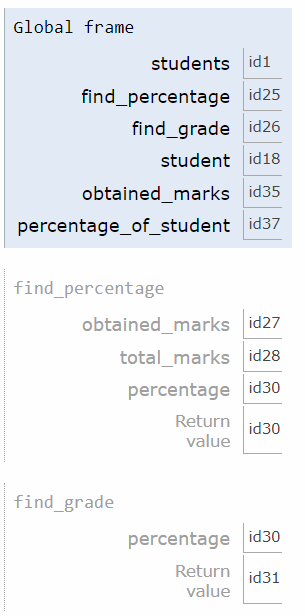 Global frame
students id1
find_percentage id25
find_grade id26
student id18
obtained_marks id35
percentage_of_student id37
find_percentage
obtained_marks id27
total_marks id28
percentage id30
Return
value id30
find_grade
percentage id30
Return
value id31